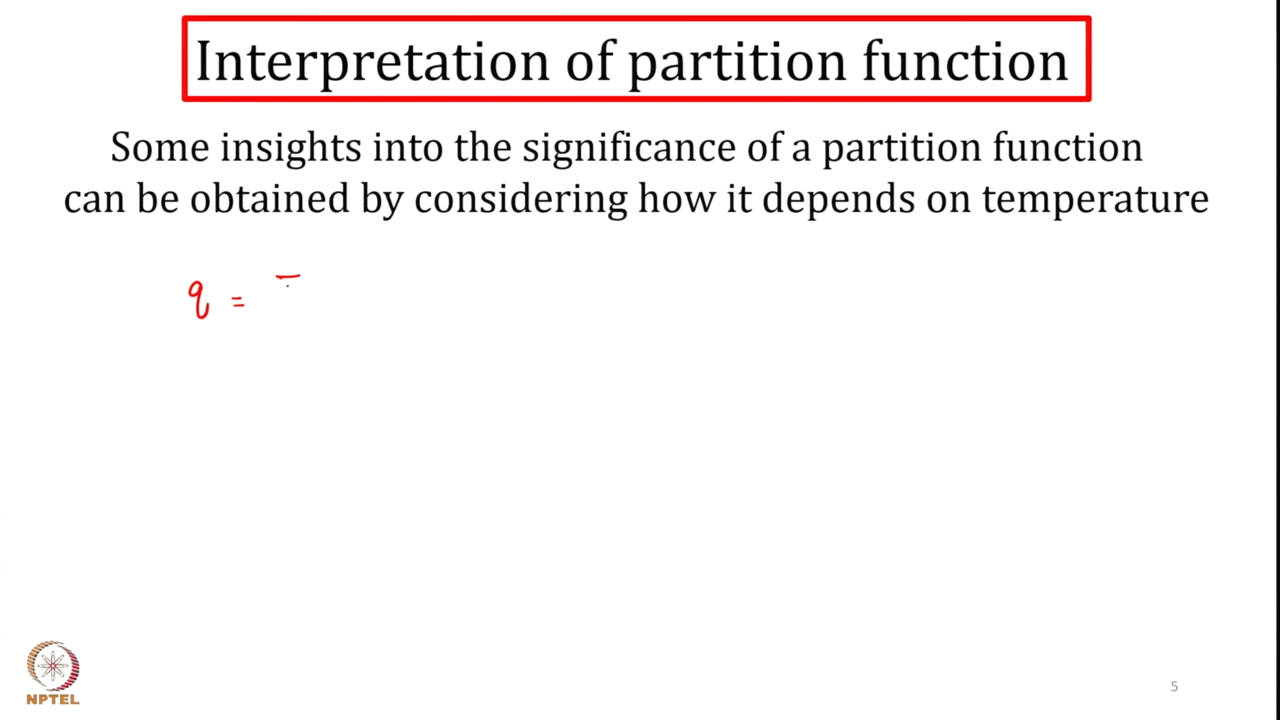 Interpretation of partition function
Some insights into the significance of a partition function
can be obtained by considering how it depends on temperature
q =
NPTEL
5